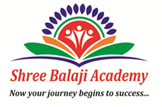 Shree Balaji Academy
Now your journey begins to success...